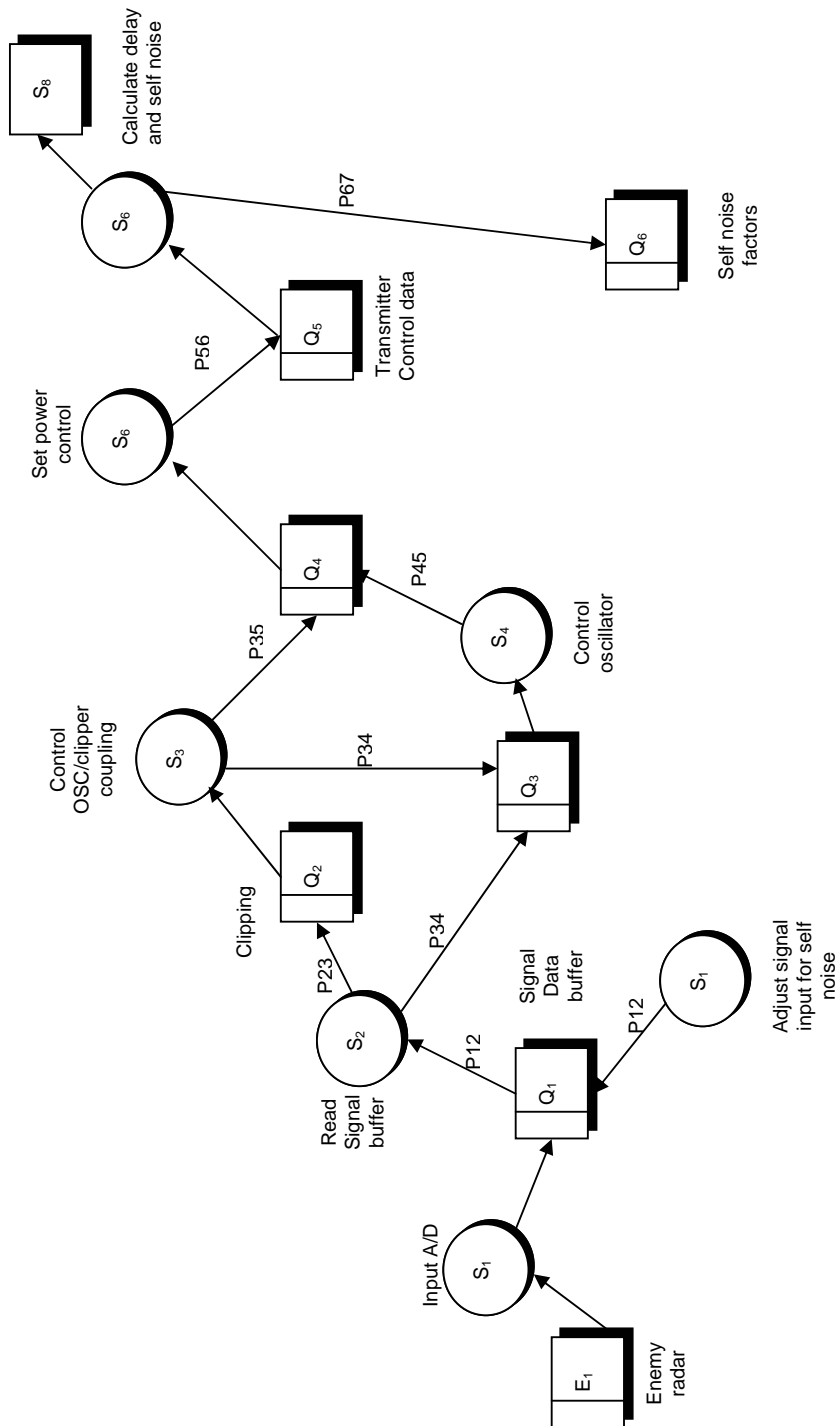 E₁
Enemy
radar
Input A/D
S₁
Q₁
Signal
Data
buffer
P12
S₁
Adjust signal
input for self
noise
P12
Read
Signal
buffer
S₂
P23
P34
Clipping
Q₂
Control
OSC/clipper
coupling
S₃
P34
Q₃
P35
S₄
Control
oscillator
P45
Q₄
Set power
control
S₆
P56
Q₅
Transmitter
Control data
S₆
P67
Q₆
Self noise
factors
S₈
Calculate delay
and self noise